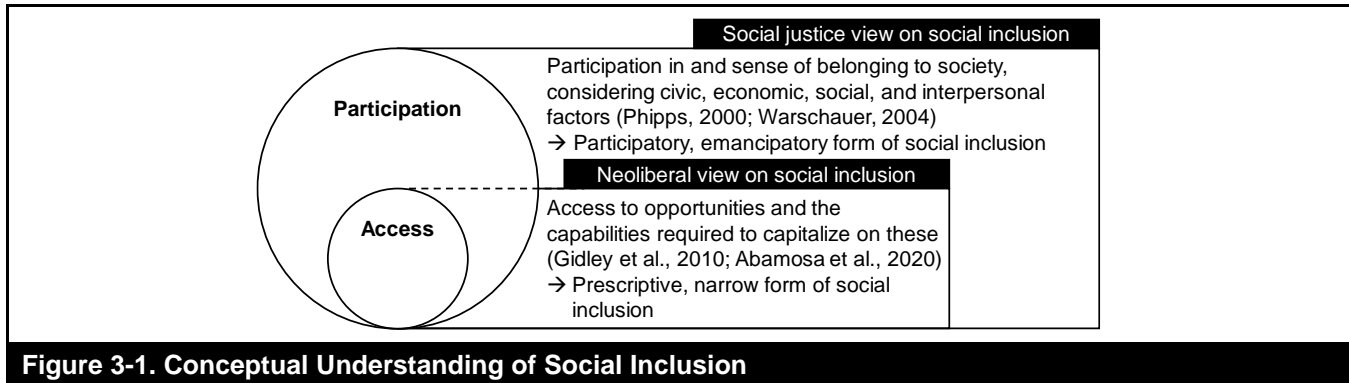 Social justice view on social inclusion
Participation in and sense of belonging to society,
considering civic, economic, social, and interpersonal
factors (Phipps, 2000; Warschauer, 2004)
→ Participatory, emancipatory form of social inclusion
Participation
Neoliberal view on social inclusion
Access to opportunities and the
capabilities required to capitalize on these
(Gidley et al., 2010; Abamosa et al., 2020)
→ Prescriptive, narrow form of social
inclusion
Access
Figure 3-1. Conceptual Understanding of Social Inclusion